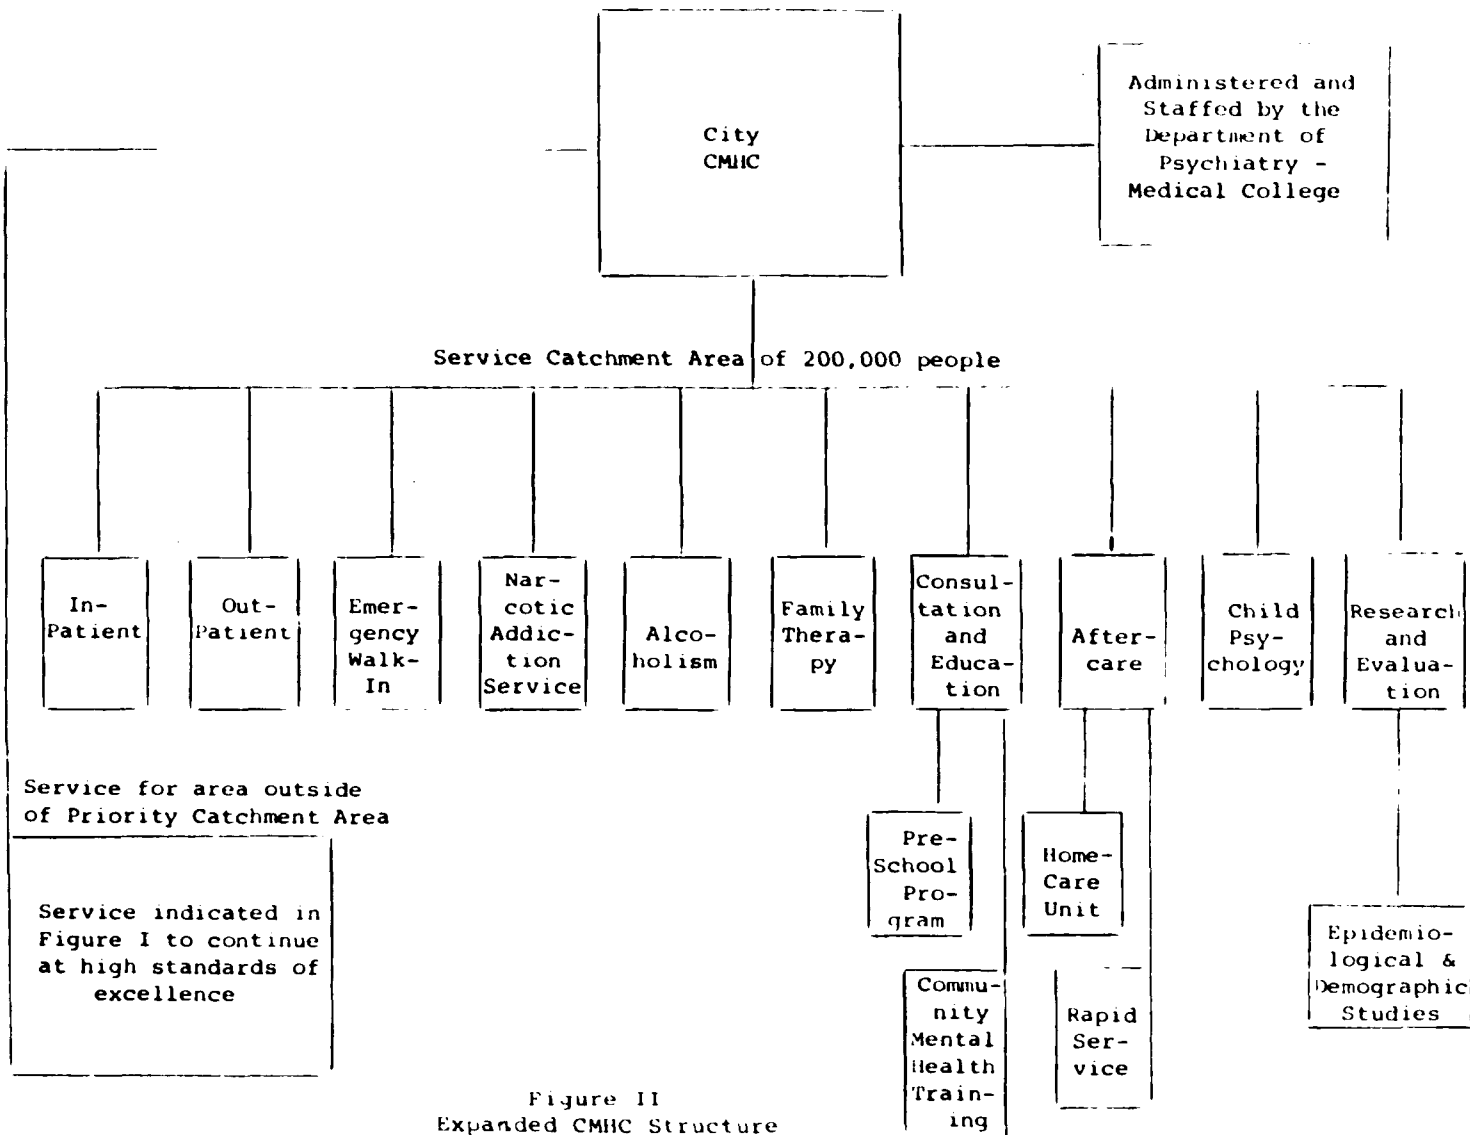 City
CMHC
Administered and
Staffed by the
Department of
Psychiatry -
Medical College
Service Catchment Area of 200,000 people
In-
Patient
Out-
Patient
Emer-
gency
Walk-
In
Nar-
cotic
Addic-
tion
Service
Alco-
holism
Family
Thera-
py
Consul-
tation
and
Educa-
tion
After-
care
Child
Psy-
chology
Research
and
Evalua-
tion
Service for area outside
of Priority Catchment Area
Service indicated in
Figure I to continue
at high standards of
excellence
Pre-
School
Pro-
gram
Home-
Care
Unit
Commu-
nity
Mental
Health
Train-
ing
Rapid
Ser-
vice
Epidemio-
logical &
Demographic
Studies
Figure II
Expanded CMHC Structure